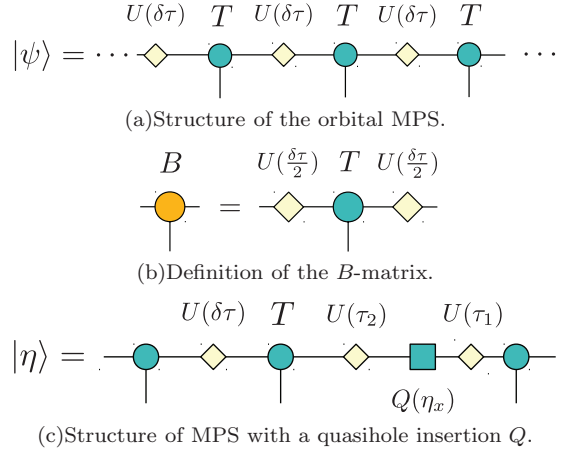 U(δτ) T U(δτ) T U(δτ) T
|ψ⟩ = ··· ···
(a)Structure of the orbital MPS.
B U(δτ/2) T U(δτ/2)
=
(b)Definition of the B-matrix.
U(δτ) T U(τ₂) U(τ₁)
|η⟩ =
Q(ηₓ)
(c)Structure of MPS with a quasihole insertion Q.